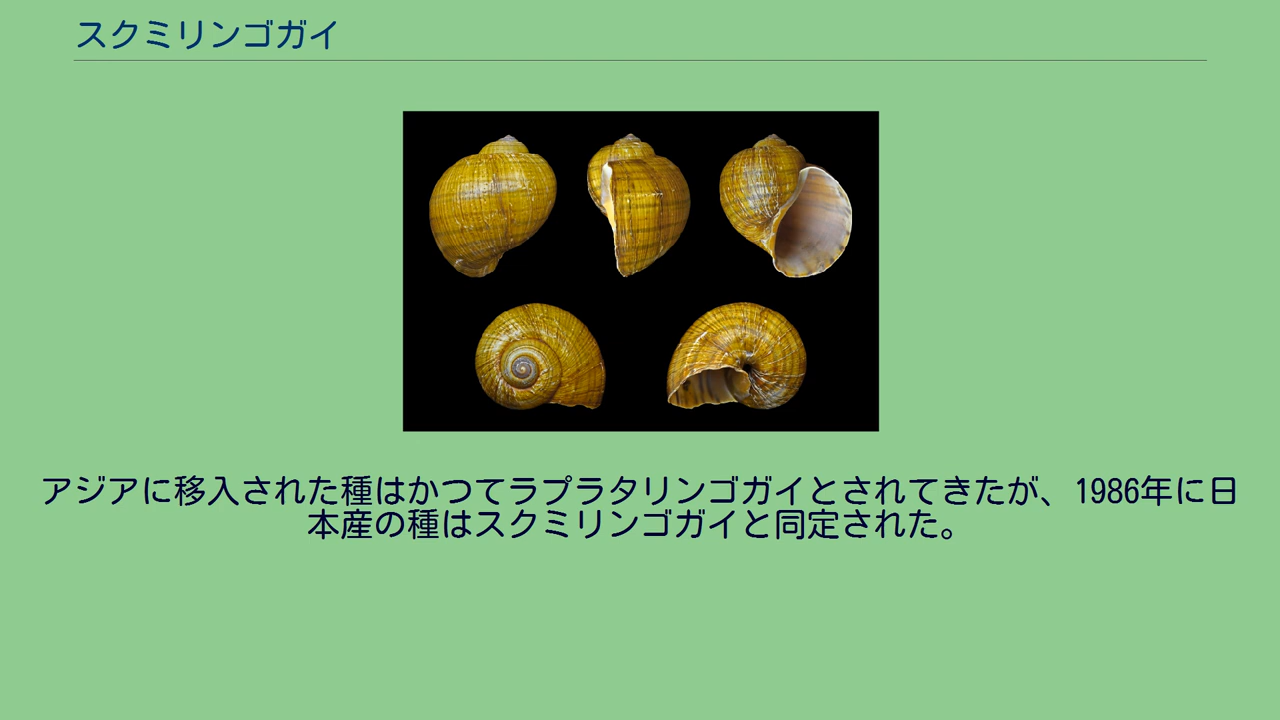 スクミリンゴガイ
アジアに移入された種はかつてラプラタリンゴガイとされてきたが、1986年に日
本産の種はスクミリンゴガイと同定された。